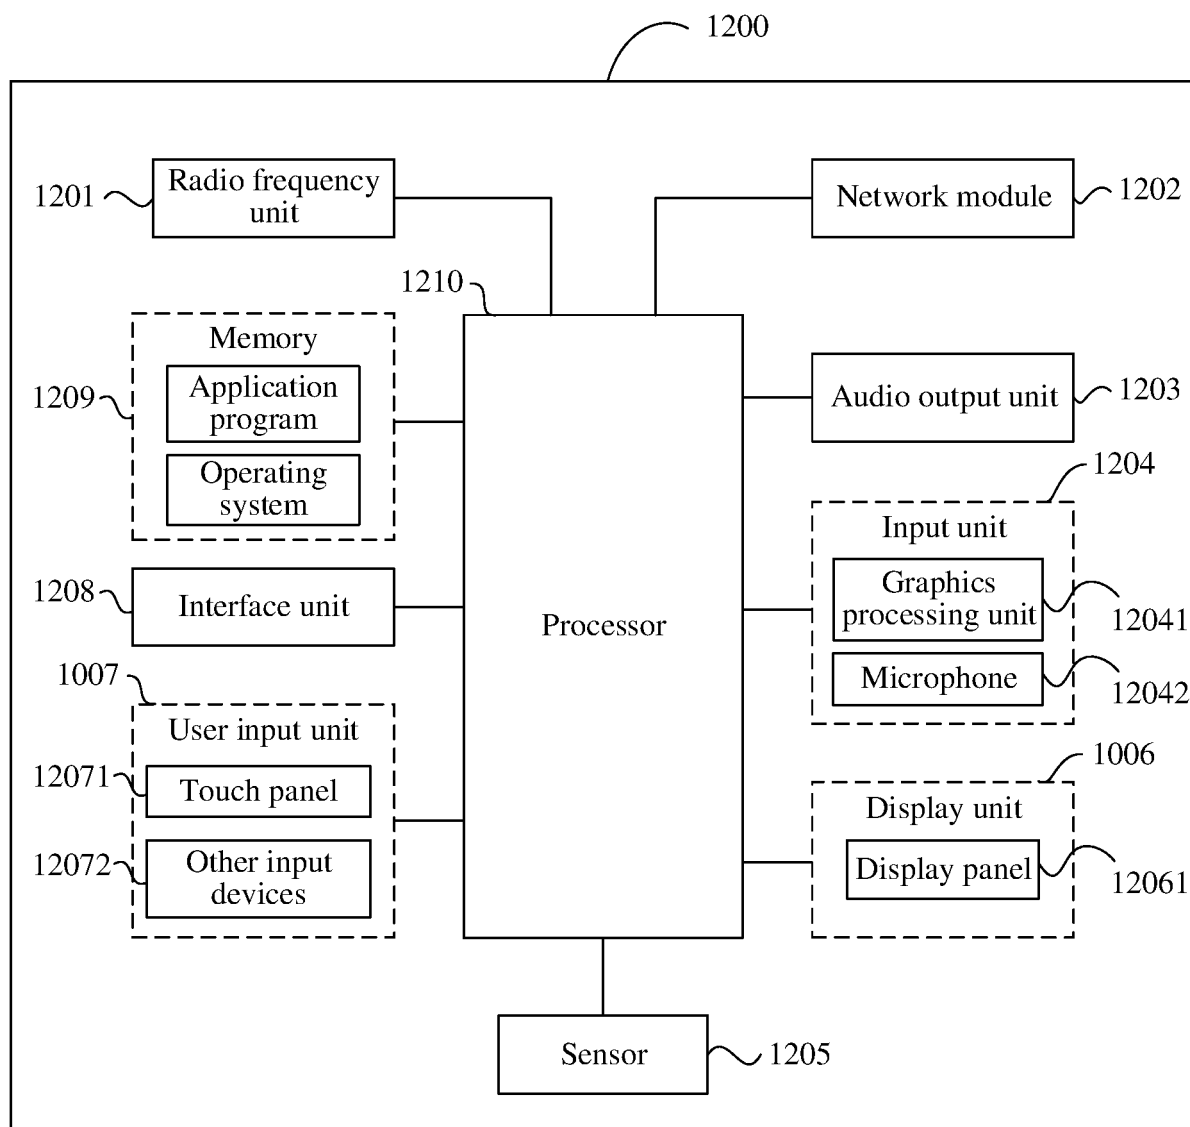 1200
1201
Radio frequency
unit
Network module
1202
1210
Memory
1209
Application
program
Operating
system
Audio output unit
1203
1204
Input unit
Graphics
processing unit
12041
Microphone
12042
1208
Interface unit
Processor
1007
User input unit
12071
Touch panel
12072
Other input
devices
1006
Display unit
Display panel
12061
Sensor
1205